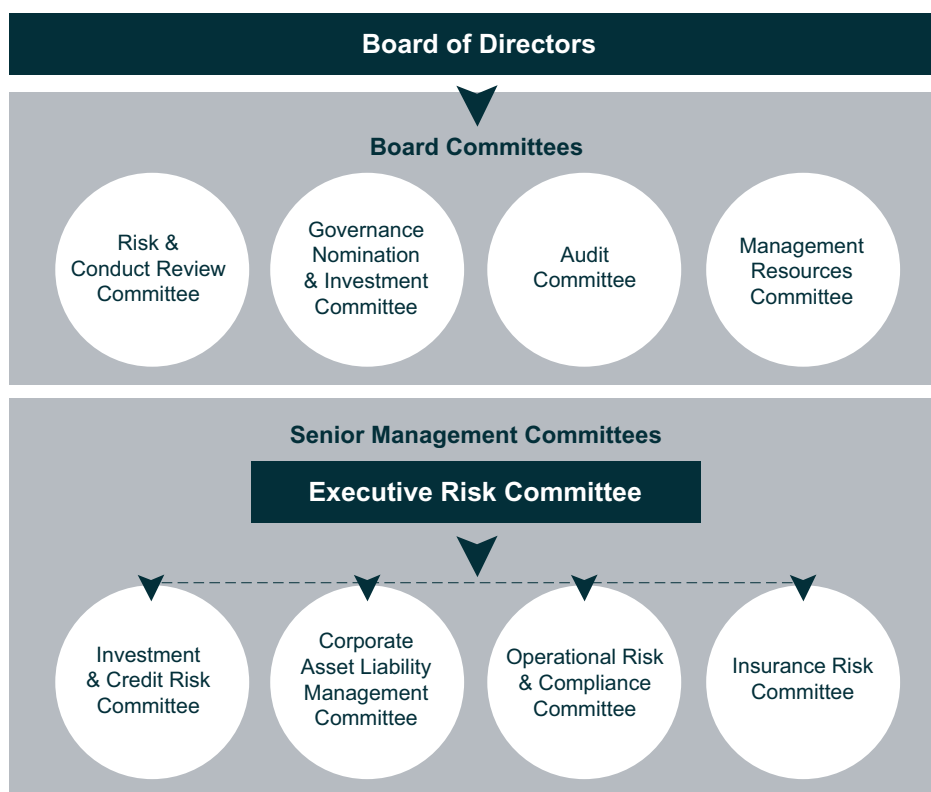 Board of Directors
Board Committees
Risk &
Conduct Review
Committee
Governance
Nomination
& Investment
Committee
Audit
Committee
Management
Resources
Committee
Senior Management Committees
Executive Risk Committee
Investment
& Credit Risk
Committee
Corporate
Asset Liability
Management
Committee
Operational Risk
& Compliance
Committee
Insurance Risk
Committee